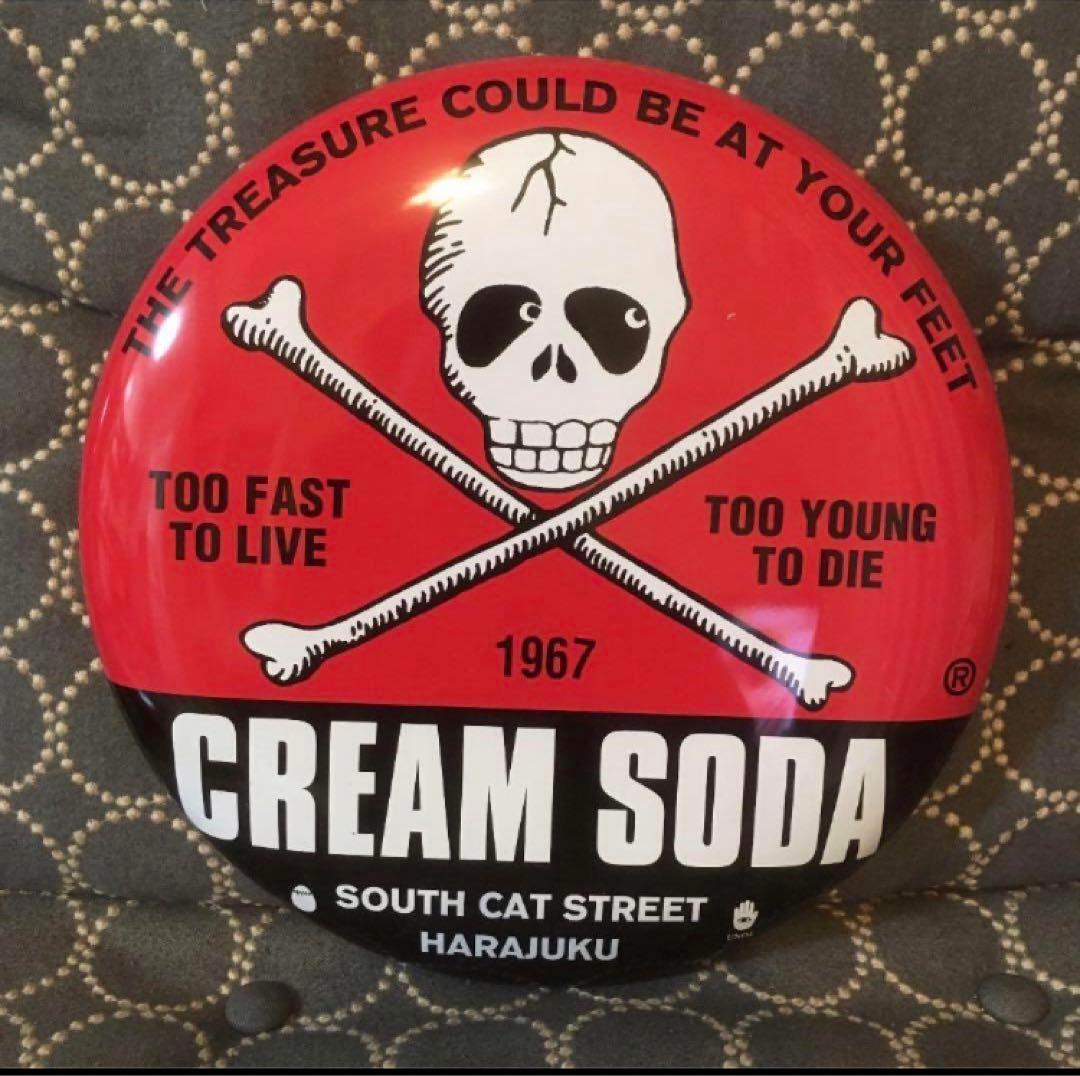 THE TREASURE COULD BE AT YOUR FEET
TOO FAST
TO LIVE
TOO YOUNG
TO DIE
1967
®
CREAM SODA
SOUTH CAT STREET
HARAJUKU